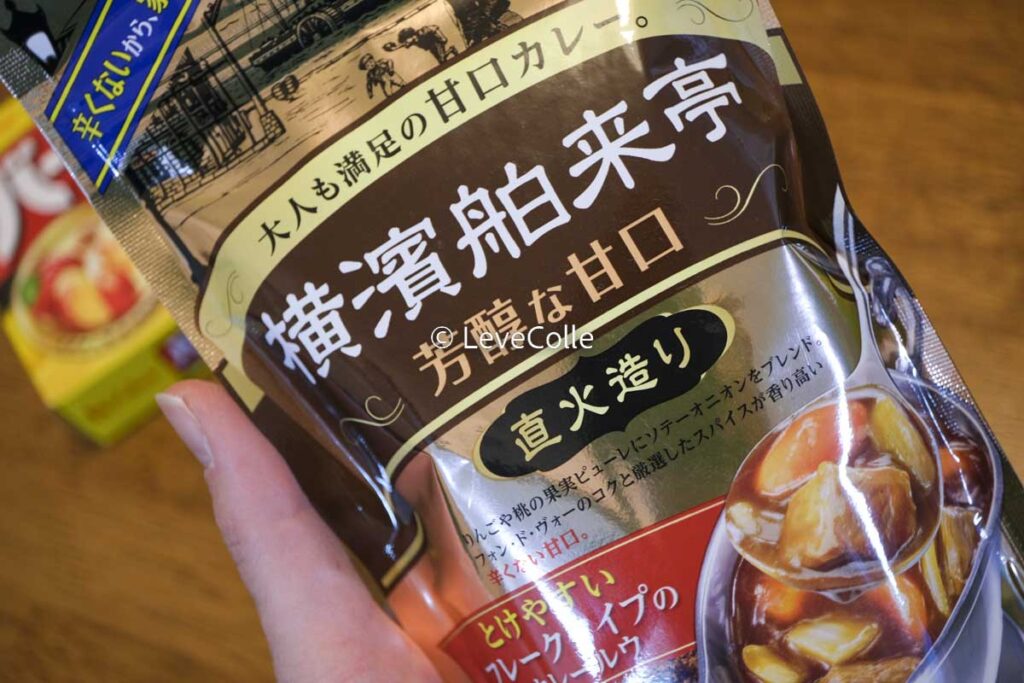 辛くないから、
大人も満足の甘口カレー。
横濱舶来亭
芳醇な甘口
© LeveColle
直火造り
りんごや桃の果実ピューレにソテーオニオンをブレンド。
フォン・ド・ヴォーのコクと厳選したスパイスが香り高い
辛くない甘口。
とけやすい
フレークタイプの
カレールウ